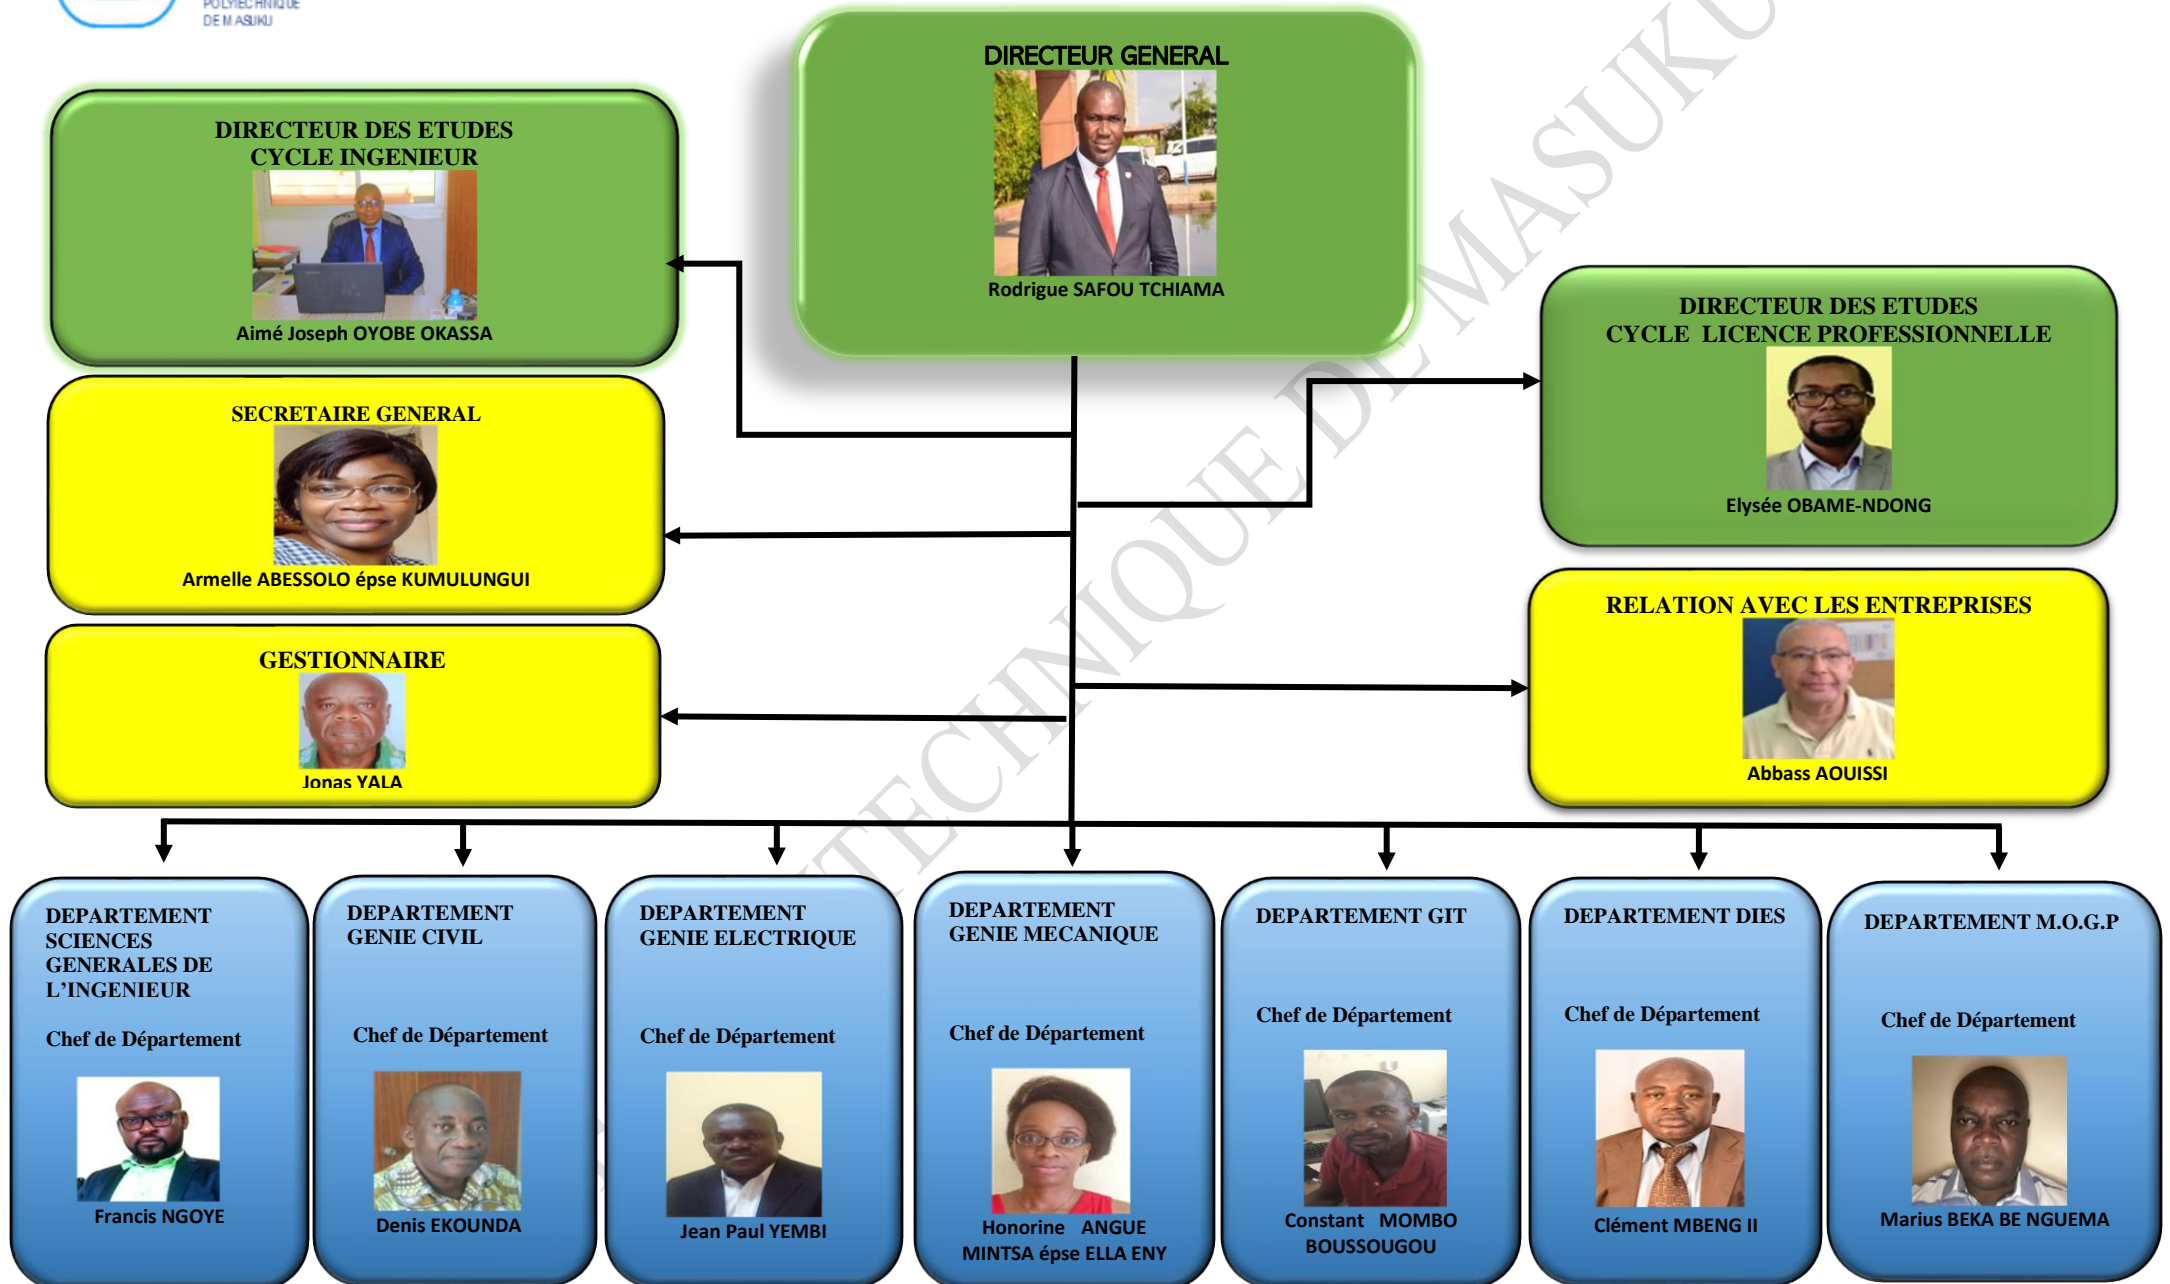 POLYTECHNIQUE
DE MASUKU
DIRECTEUR GENERAL
Rodrigue SAFOU TCHIAMA
DIRECTEUR DES ETUDES
CYCLE INGENIEUR
Aimé Joseph OYOBE OKASSA
DIRECTEUR DES ETUDES
CYCLE LICENCE PROFESSIONNELLE
Elysée OBAME-NDONG
SECRETAIRE GENERAL
Armelle ABESSOLO épse KUMULUNGUI
RELATION AVEC LES ENTREPRISES
Abbass AOUISSI
GESTIONNAIRE
Jonas YALA
DEPARTEMENT
SCIENCES
GENERALES DE
L’INGENIEUR
Chef de Département
Francis NGOYE
DEPARTEMENT
GENIE CIVIL
Chef de Département
Denis EKOUNDA
DEPARTEMENT
GENIE ELECTRIQUE
Chef de Département
Jean Paul YEMBI
DEPARTEMENT
GENIE MECANIQUE
Chef de Département
Honorine ANGUE
MINTSA épse ELLA ENY
DEPARTEMENT GIT
Chef de Département
Constant MOMBO
BOUSSOUGOU
DEPARTEMENT DIES
Chef de Département
Clément MBENG II
DEPARTEMENT M.O.G.P
Chef de Département
Marius BEKA BE NGUEMA
TECHNIQUE DE MASUKU